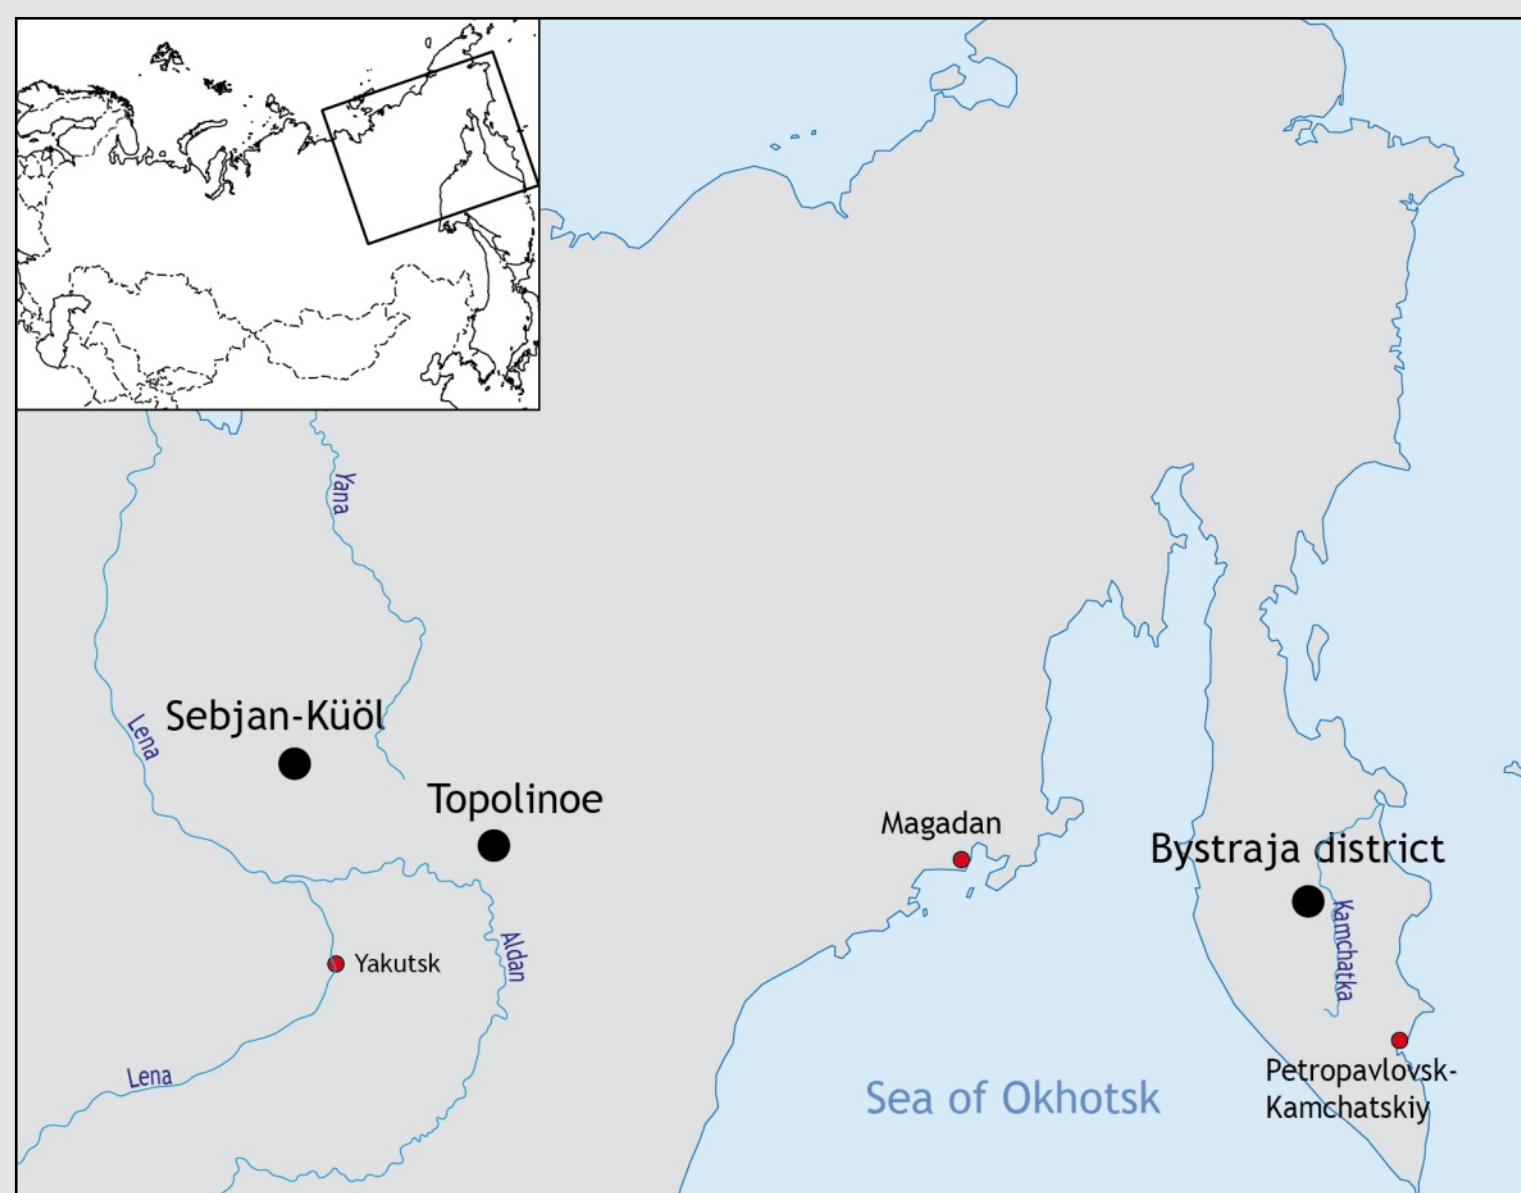 Yana
Sebjan-Küöl
Lena
Topolinoe
Magadan
Bystraja district
Kamchatka
Aldan
Yakutsk
Lena
Sea of Okhotsk
Petropavlovsk-
Kamchatskiy